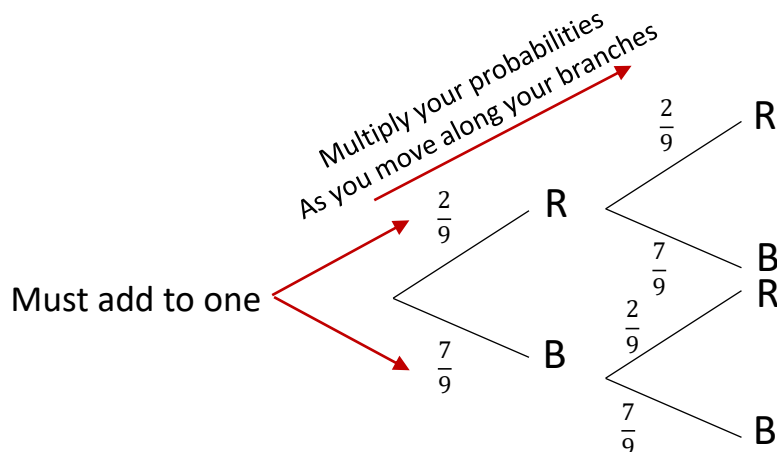 Multiply your probabilities
As you move along your branches
2/9
R
2/9
R
7/9
B
Must add to one
7/9
B
2/9
R
7/9
B